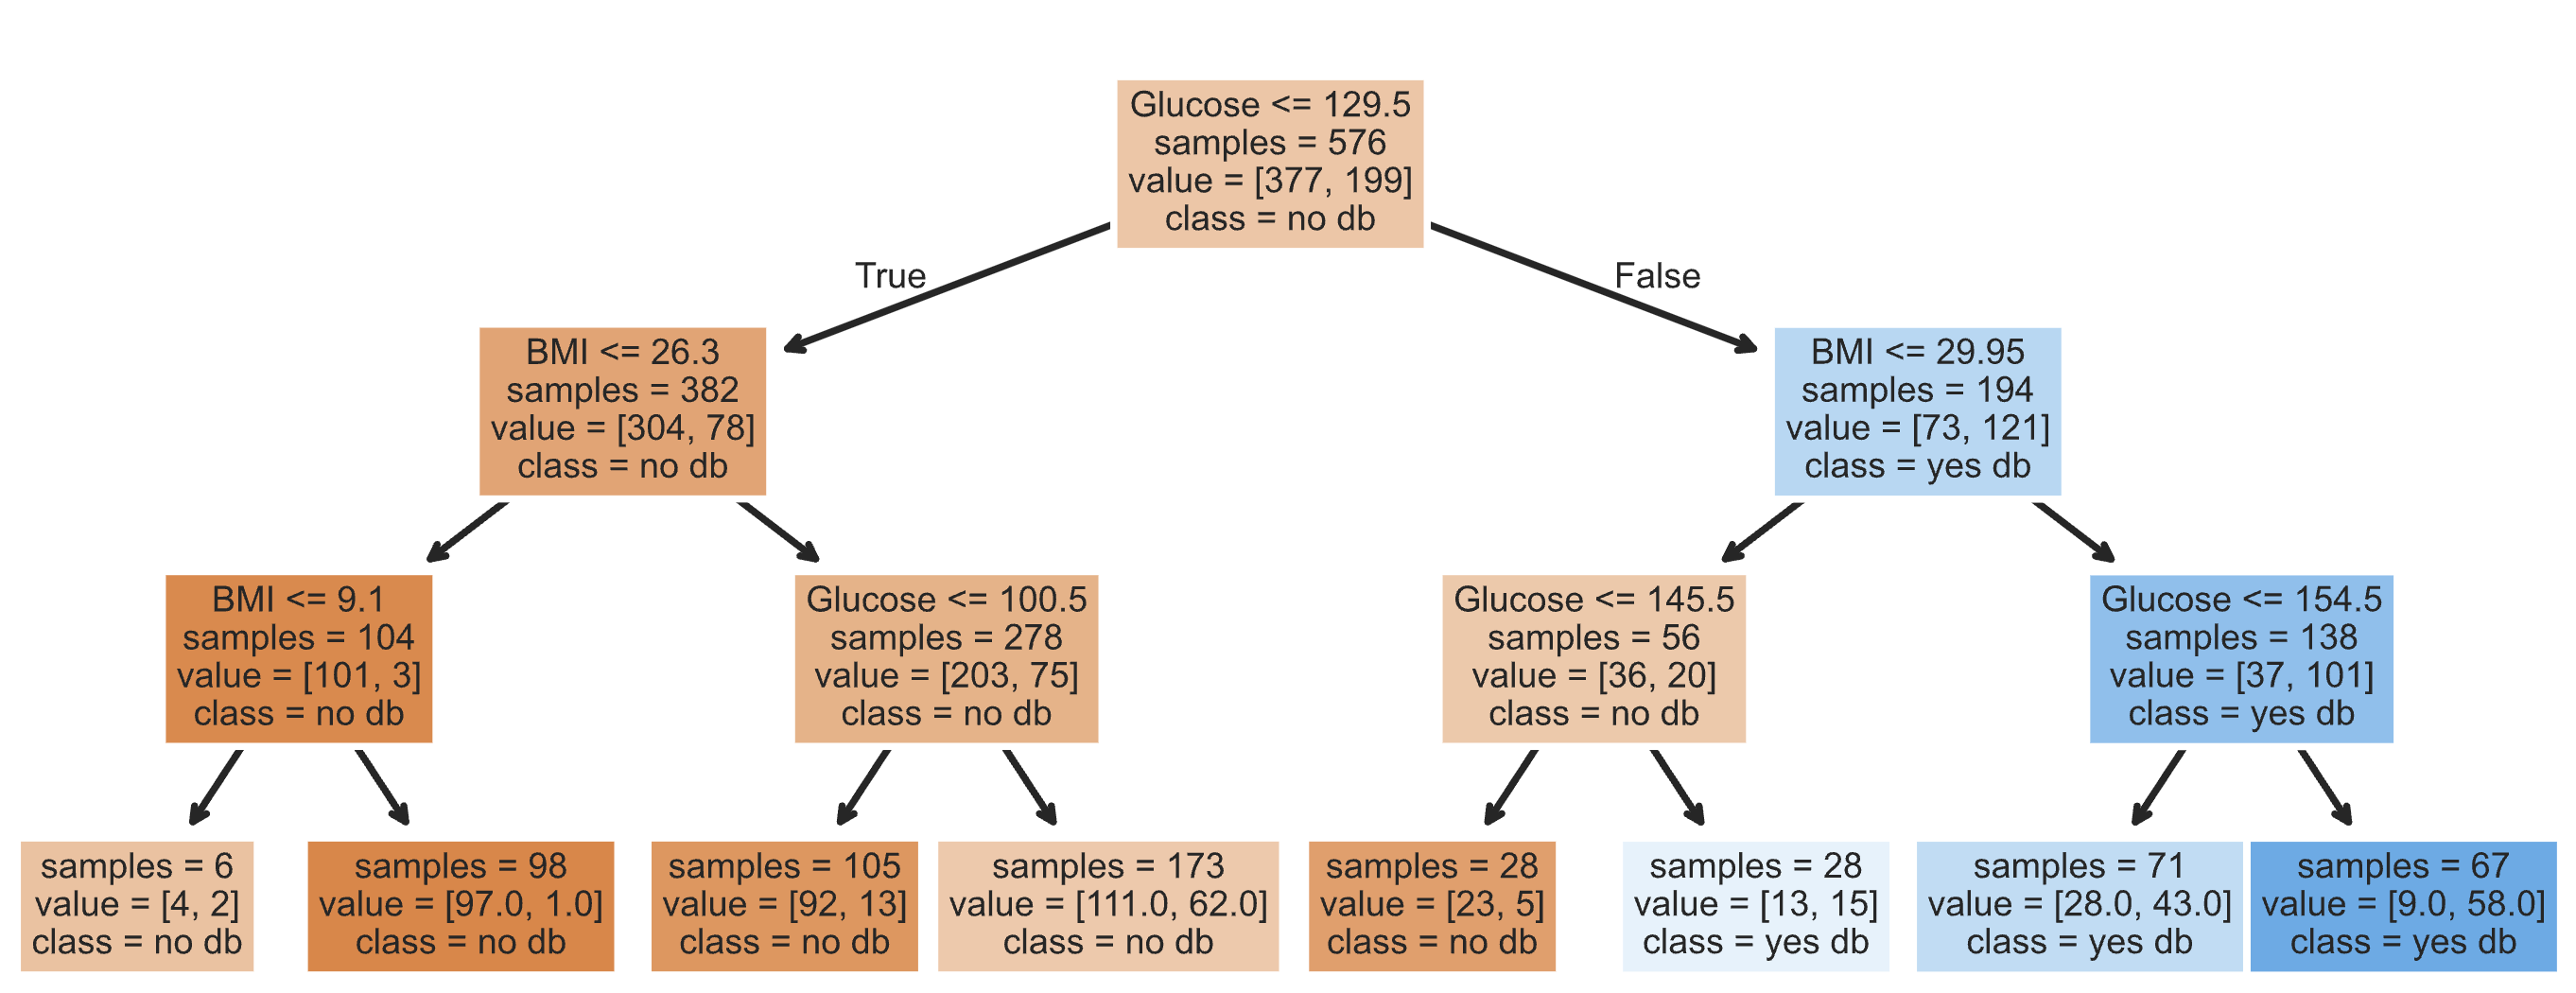 Glucose <= 129.5
samples = 576
value = [377, 199]
class = no db
True
False
BMI <= 26.3
samples = 382
value = [304, 78]
class = no db
BMI <= 29.95
samples = 194
value = [73, 121]
class = yes db
BMI <= 9.1
samples = 104
value = [101, 3]
class = no db
Glucose <= 100.5
samples = 278
value = [203, 75]
class = no db
Glucose <= 145.5
samples = 56
value = [36, 20]
class = no db
Glucose <= 154.5
samples = 138
value = [37, 101]
class = yes db
samples = 6
value = [4, 2]
class = no db
samples = 98
value = [97.0, 1.0]
class = no db
samples = 105
value = [92, 13]
class = no db
samples = 173
value = [111.0, 62.0]
class = no db
samples = 28
value = [23, 5]
class = no db
samples = 28
value = [13, 15]
class = yes db
samples = 71
value = [28.0, 43.0]
class = yes db
samples = 67
value = [9.0, 58.0]
class = yes db